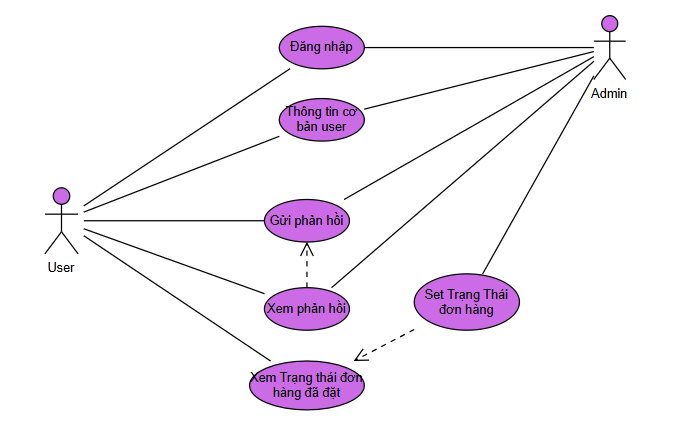 Đăng nhập
Admin
Thông tin cơ
bản user
Gửi phản hồi
User
Xem phản hồi
Set Trạng Thái
đơn hàng
Xem Trạng thái đơn
hàng đã đặt